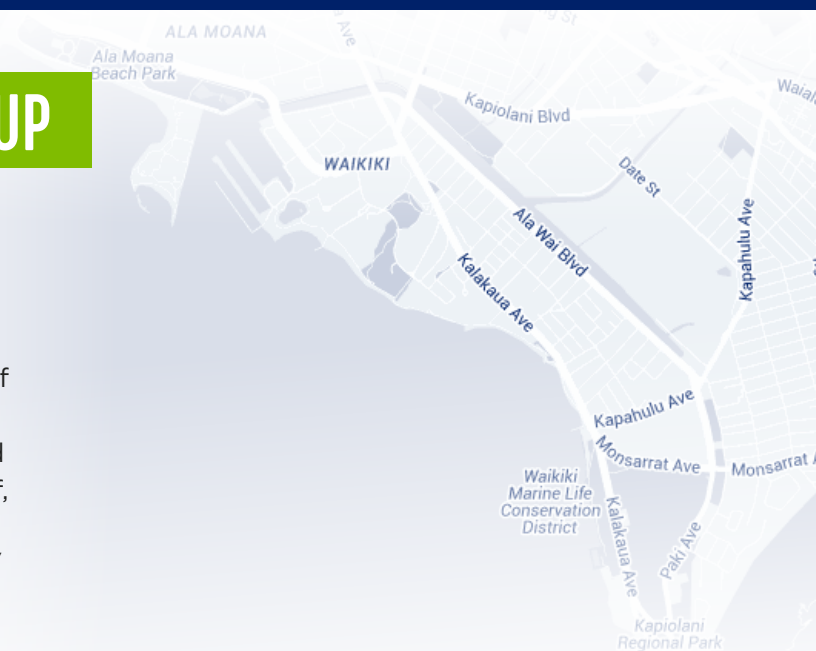 ALA MOANA
Ala Moana
Beach Park
UP
Kapiolani Blvd
WAIKIKI
Date St
Ala Wai Blvd
Kapahulu Ave
Kalakaua Ave
f
Kapahulu Ave
Monsarrat Ave
Monsarrat
Waikiki
Marine Life
Conservation
District
Kalakaua Ave
Paki Ave
Kapiolani
Regional Park